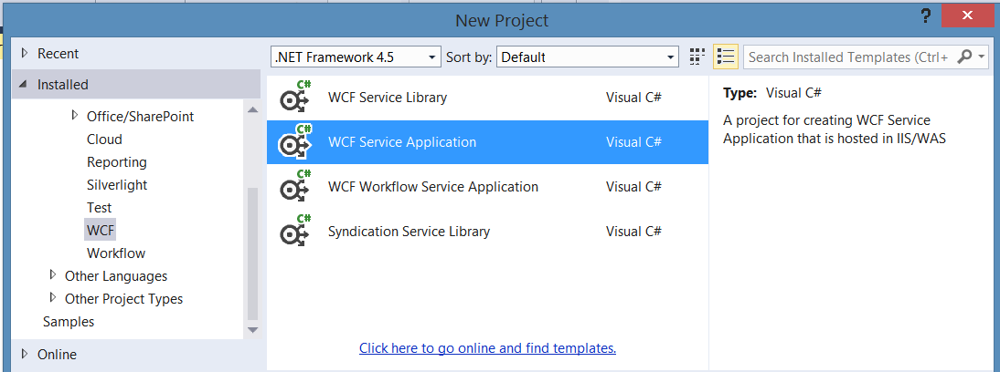 New Project
?
Recent
.NET Framework 4.5
Sort by:
Default
Search Installed Templates (Ctrl+
Installed
Office/SharePoint
Cloud
Reporting
Silverlight
Test
WCF
Workflow
Other Languages
Other Project Types
Samples
Online
C#
WCF Service Library
Visual C#
C#
WCF Service Application
Visual C#
C#
WCF Workflow Service Application
Visual C#
C#
Syndication Service Library
Visual C#
Click here to go online and find templates.
Type: Visual C#
A project for creating WCF Service
Application that is hosted in IIS/WAS